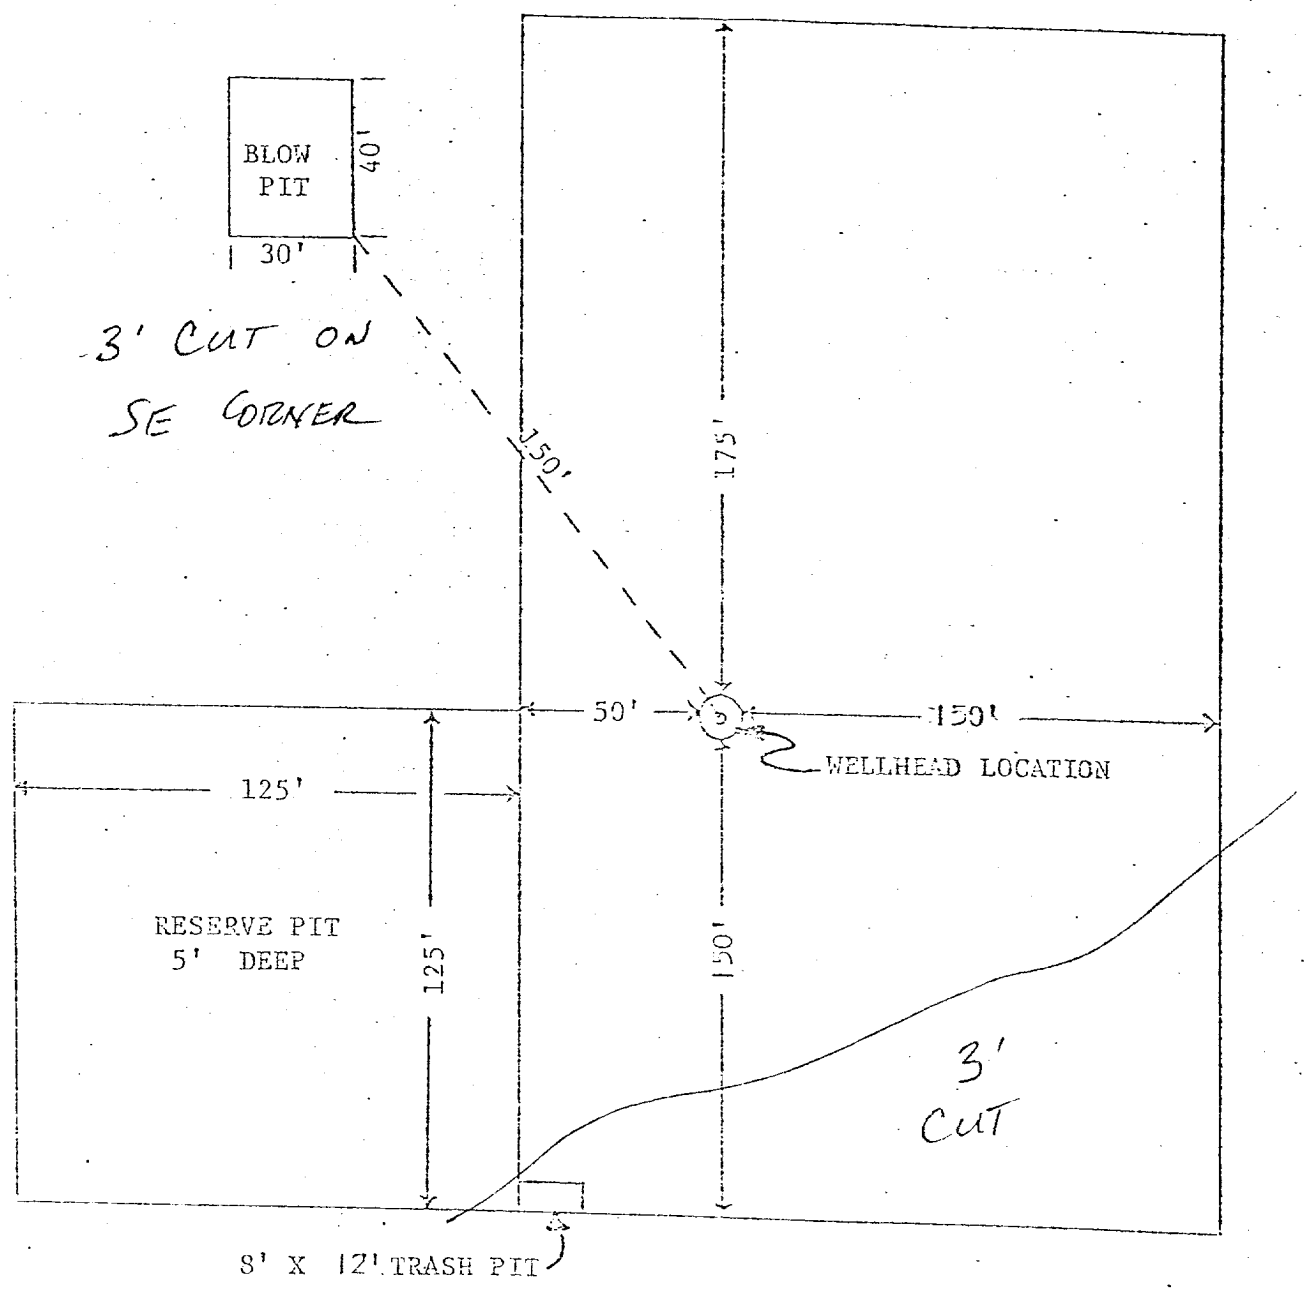 BLOW
PIT
40'
30'
3' CUT ON
SE CORNER
150'
175'
50'
150'
WELLHEAD LOCATION
125'
RESERVE PIT
5' DEEP
125'
150'
3'
CUT
8' X 12' TRASH PIT